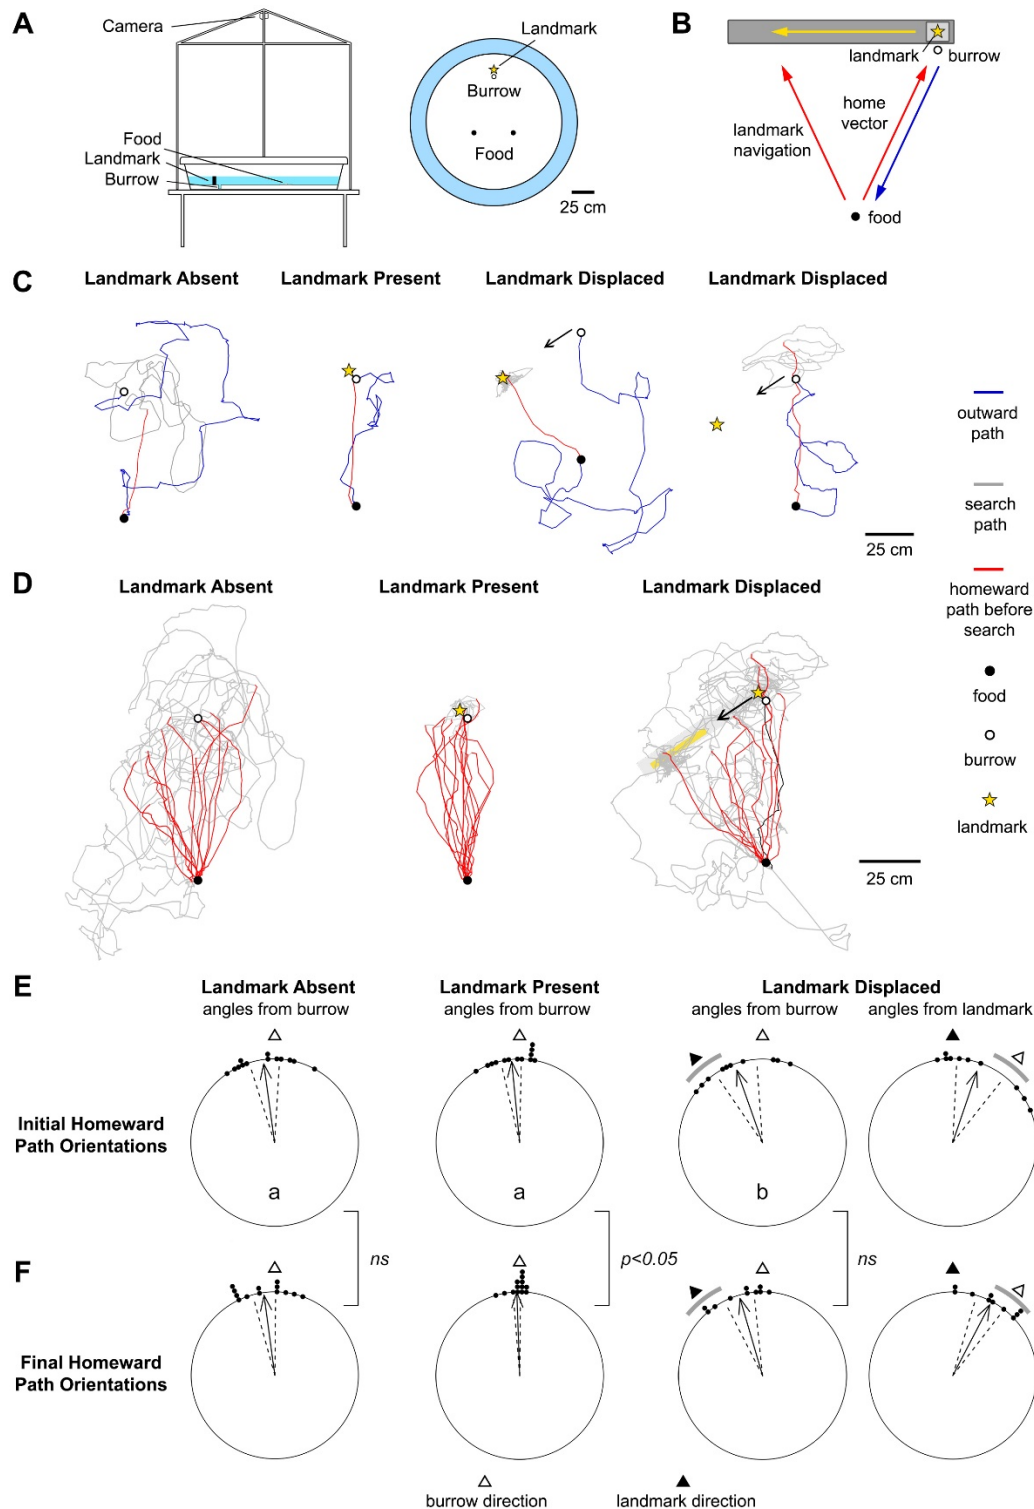 A
Camera
Food
Landmark
Burrow
Landmark
Burrow
Food
25 cm
B
landmark
burrow
home
vector
landmark
navigation
food
C
Landmark Absent
Landmark Present
Landmark Displaced
Landmark Displaced
25 cm
outward
path
search
path
homeward
path before
search
food
burrow
landmark
D
Landmark Absent
Landmark Present
Landmark Displaced
25 cm
E
Landmark Absent
angles from burrow
Landmark Present
angles from burrow
Landmark Displaced
angles from burrow
angles from landmark
Initial Homeward
Path Orientations
a
a
b
ns
p<0.05
ns
F
Final Homeward
Path Orientations
burrow direction
landmark direction